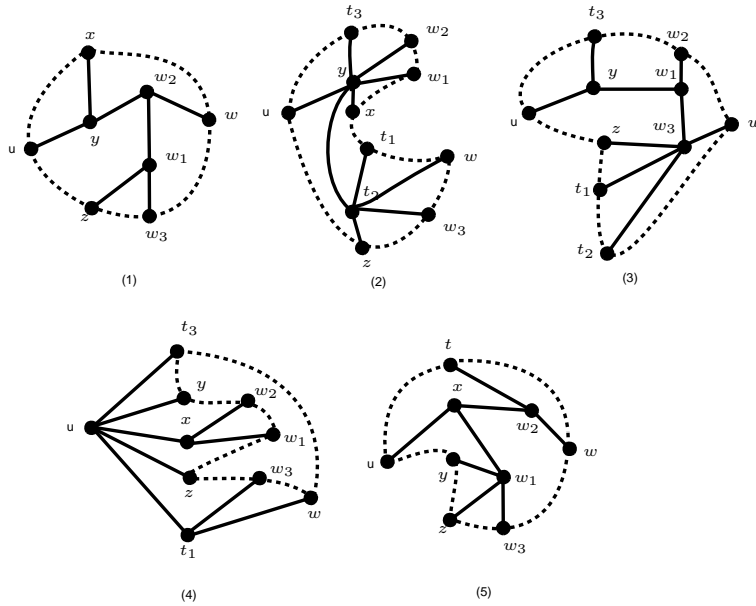 x
w₂
w
u
y
w₁
z
w₃
(1)
t₃
w₂
y
w₁
u
x
t₁
w
t₂
w₃
z
(2)
t₃
w₂
y
w₁
u
z
w₃
w
t₁
t₂
(3)
t₃
y
w₂
x
u
w₁
z
w₃
w
t₁
(4)
t
x
w₂
w
u
y
w₁
z
w₃
(5)